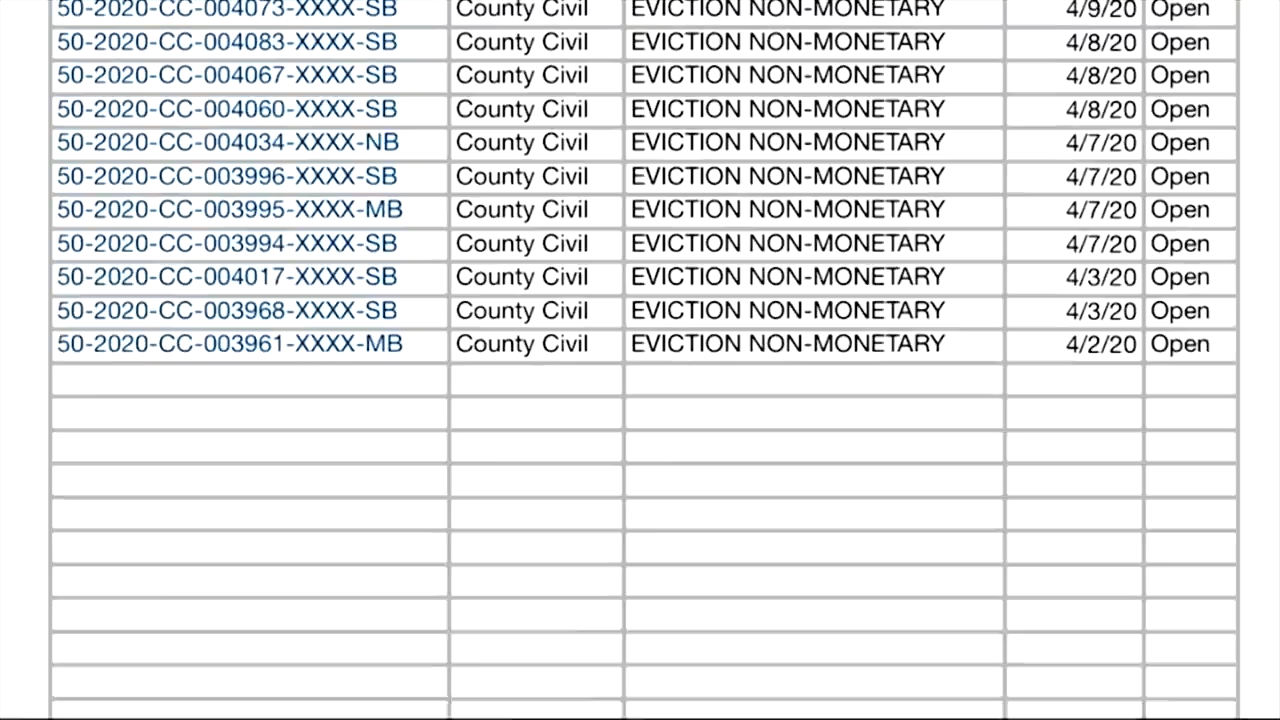 50-2020-CC-004073-XXXX-SB County Civil EVICTION NON-MONETARY 4/9/20 Open
50-2020-CC-004083-XXXX-SB County Civil EVICTION NON-MONETARY 4/8/20 Open
50-2020-CC-004067-XXXX-SB County Civil EVICTION NON-MONETARY 4/8/20 Open
50-2020-CC-004060-XXXX-SB County Civil EVICTION NON-MONETARY 4/8/20 Open
50-2020-CC-004034-XXXX-NB County Civil EVICTION NON-MONETARY 4/7/20 Open
50-2020-CC-003996-XXXX-SB County Civil EVICTION NON-MONETARY 4/7/20 Open
50-2020-CC-003995-XXXX-MB County Civil EVICTION NON-MONETARY 4/7/20 Open
50-2020-CC-003994-XXXX-SB County Civil EVICTION NON-MONETARY 4/7/20 Open
50-2020-CC-004017-XXXX-SB County Civil EVICTION NON-MONETARY 4/3/20 Open
50-2020-CC-003968-XXXX-SB County Civil EVICTION NON-MONETARY 4/3/20 Open
50-2020-CC-003961-XXXX-MB County Civil EVICTION NON-MONETARY 4/2/20 Open